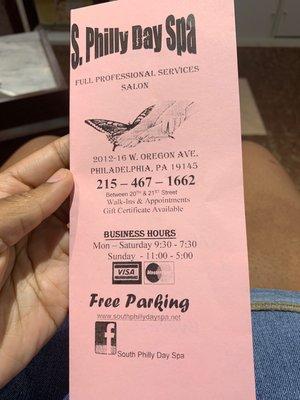 S. Philly Day Spa
FULL PROFESSIONAL SERVICES
SALON
2012-16 W. OREGON AVE.
PHILADELPHIA, PA 19145
215 – 467 – 1662
Between 20TH & 21ST Street
Walk-Ins & Appointments
Gift Certificate Available
BUSINESS HOURS
Mon – Saturday 9:30 - 7:30
Sunday - 11:00 - 5:00
VISA MasterCard
Free Parking
www.southphillydayspa.net
f
South Philly Day Spa